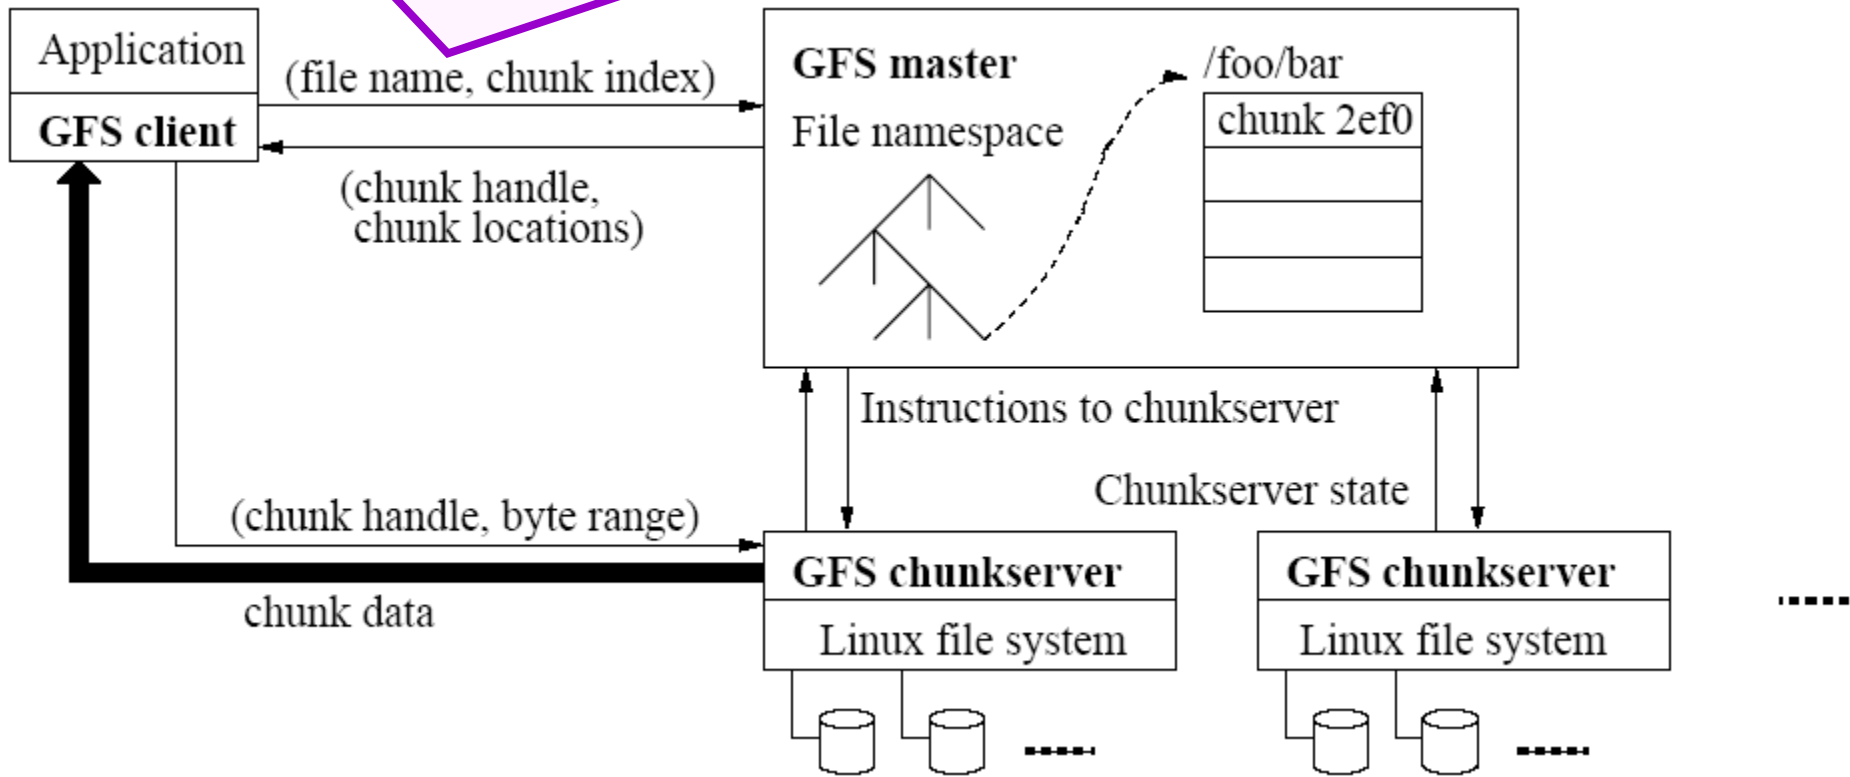 Application
GFS client
(file name, chunk index)
(chunk handle,
chunk locations)
GFS master
File namespace
/foo/bar
chunk 2ef0
Instructions to chunkserver
Chunkserver state
(chunk handle, byte range)
chunk data
GFS chunkserver
Linux file system
GFS chunkserver
Linux file system